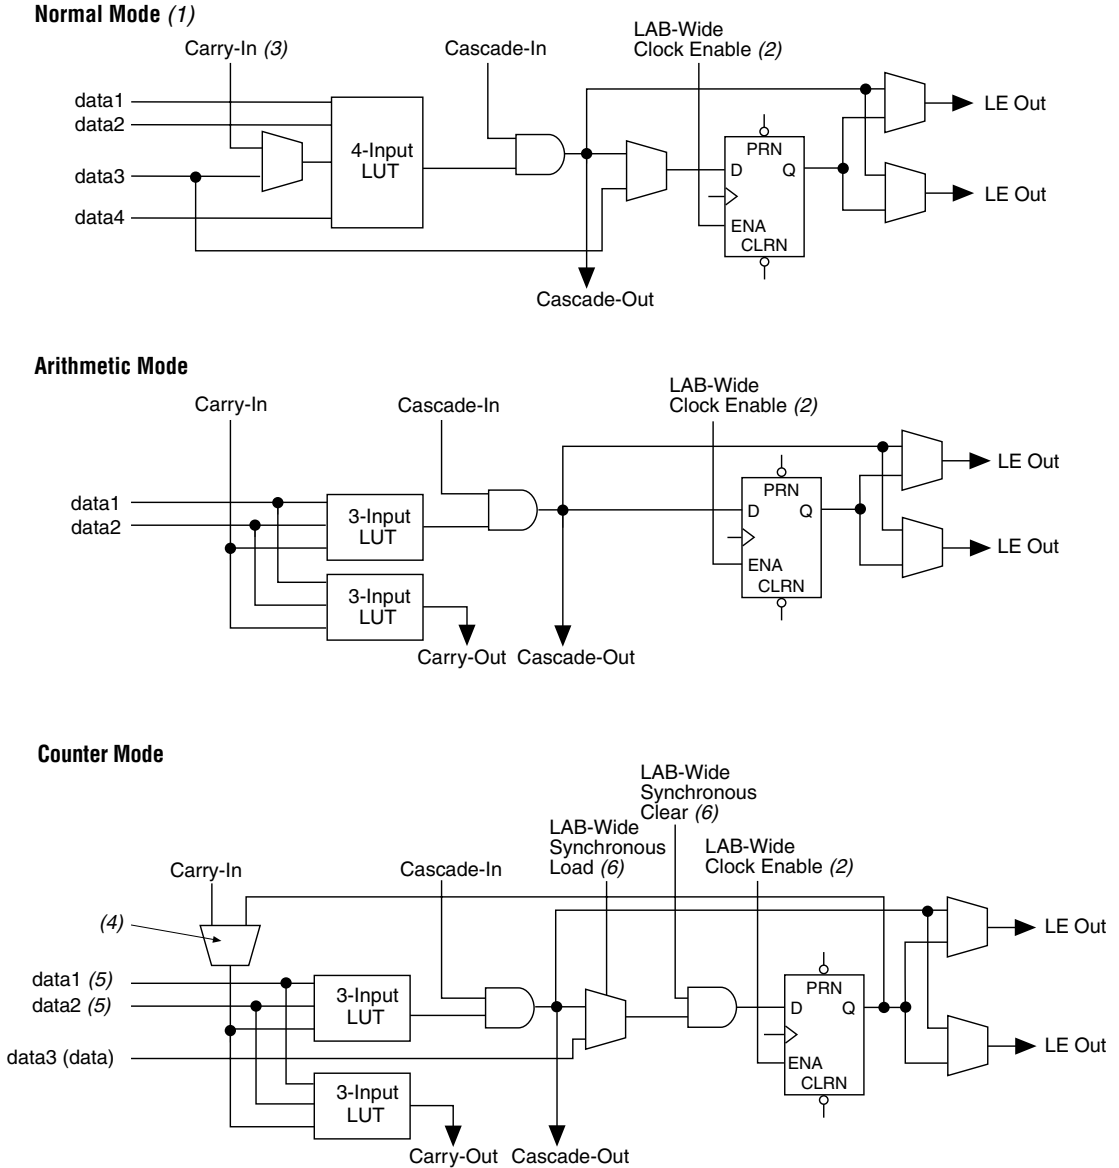 Normal Mode (1)
LAB-Wide
Clock Enable (2)
Carry-In (3)
Cascade-In
data1
data2
data3
data4
4-Input
LUT
PRN
D
Q
ENA
CLRN
LE Out
LE Out
Cascade-Out
Arithmetic Mode
LAB-Wide
Clock Enable (2)
Carry-In
Cascade-In
data1
data2
3-Input
LUT
3-Input
LUT
PRN
D
Q
ENA
CLRN
LE Out
LE Out
Carry-Out
Cascade-Out
Counter Mode
LAB-Wide
Synchronous
Clear (6)
LAB-Wide
Synchronous
Load (6)
LAB-Wide
Clock Enable (2)
Carry-In
Cascade-In
(4)
data1 (5)
data2 (5)
data3 (data)
3-Input
LUT
3-Input
LUT
PRN
D
Q
ENA
CLRN
LE Out
LE Out
Carry-Out
Cascade-Out